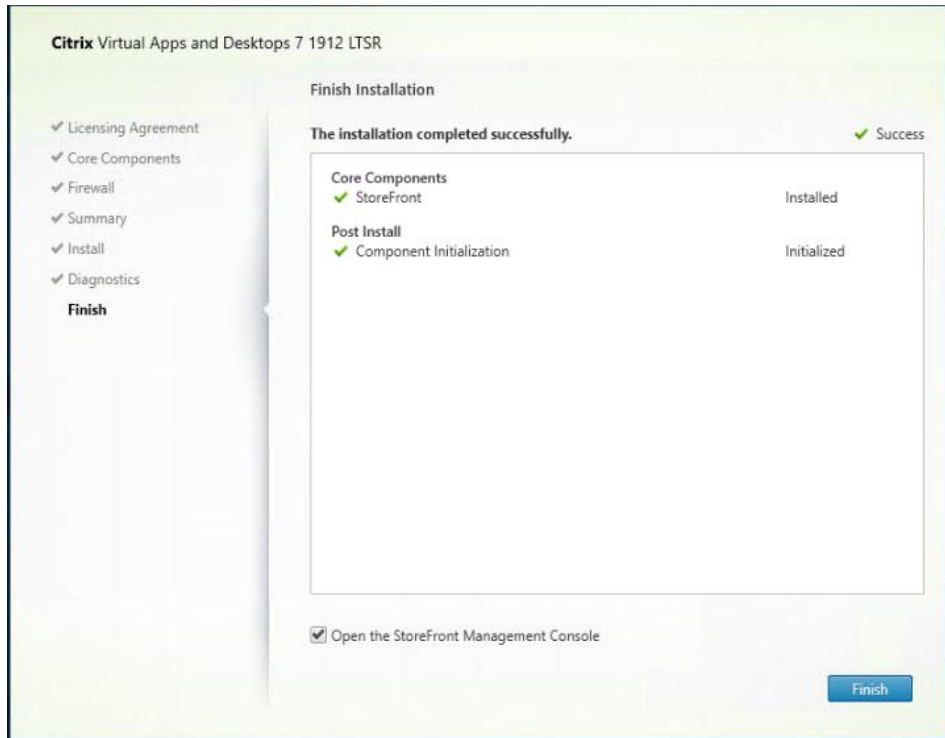 Citrix Virtual Apps and Desktops 7 1912 LTSR
Finish Installation
Licensing Agreement
Core Components
Firewall
Summary
Install
Diagnostics
Finish
The installation completed successfully.
Success
Core Components
StoreFront Installed
Post Install
Component Initialization Initialized
Open the StoreFront Management Console
Finish